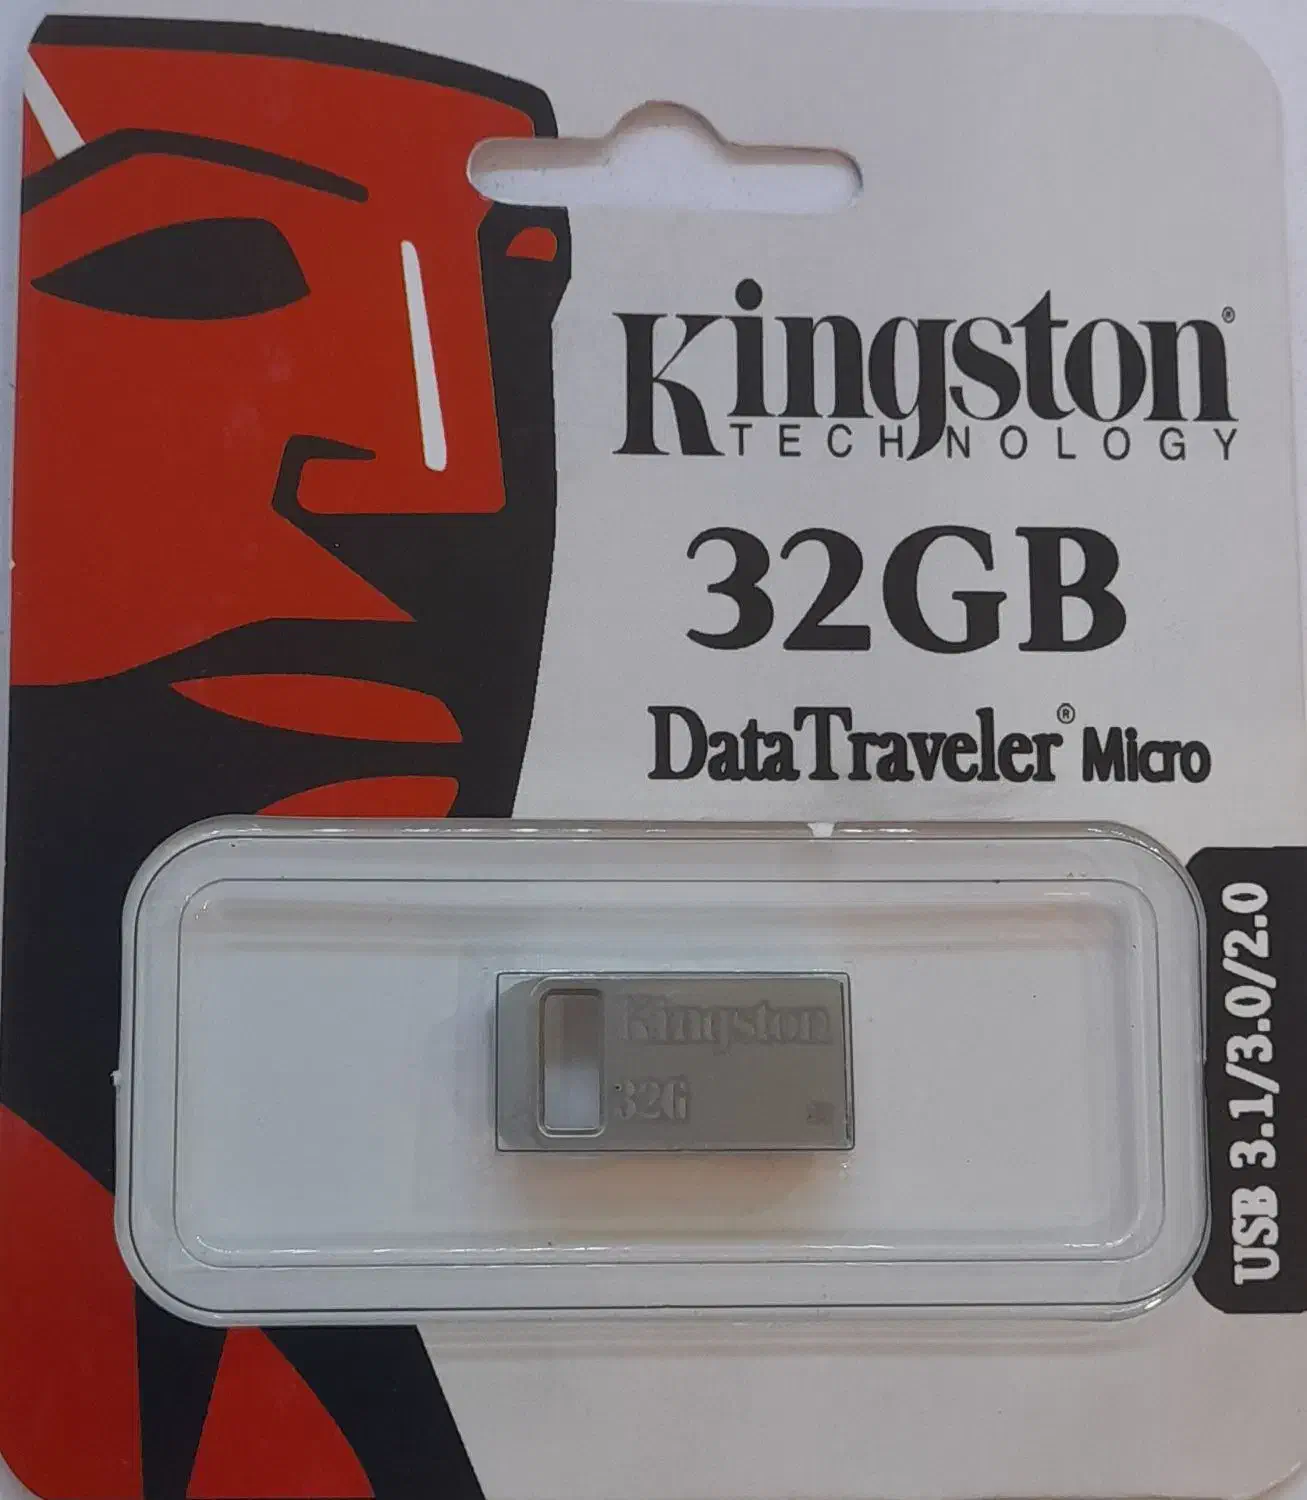 Kingston®
TECHNOLOGY
32GB
DataTraveler® Micro
Kingston
32G
USB 3.1/3.0/2.0